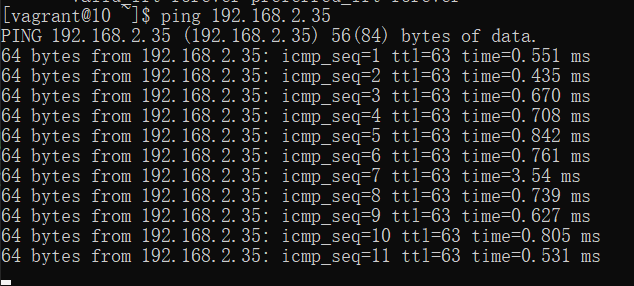 [vagrant@10 ~]$ ping 192.168.2.35
PING 192.168.2.35 (192.168.2.35) 56(84) bytes of data.
64 bytes from 192.168.2.35: icmp_seq=1 ttl=63 time=0.551 ms
64 bytes from 192.168.2.35: icmp_seq=2 ttl=63 time=0.435 ms
64 bytes from 192.168.2.35: icmp_seq=3 ttl=63 time=0.670 ms
64 bytes from 192.168.2.35: icmp_seq=4 ttl=63 time=0.708 ms
64 bytes from 192.168.2.35: icmp_seq=5 ttl=63 time=0.842 ms
64 bytes from 192.168.2.35: icmp_seq=6 ttl=63 time=0.761 ms
64 bytes from 192.168.2.35: icmp_seq=7 ttl=63 time=3.54 ms
64 bytes from 192.168.2.35: icmp_seq=8 ttl=63 time=0.739 ms
64 bytes from 192.168.2.35: icmp_seq=9 ttl=63 time=0.627 ms
64 bytes from 192.168.2.35: icmp_seq=10 ttl=63 time=0.805 ms
64 bytes from 192.168.2.35: icmp_seq=11 ttl=63 time=0.531 ms